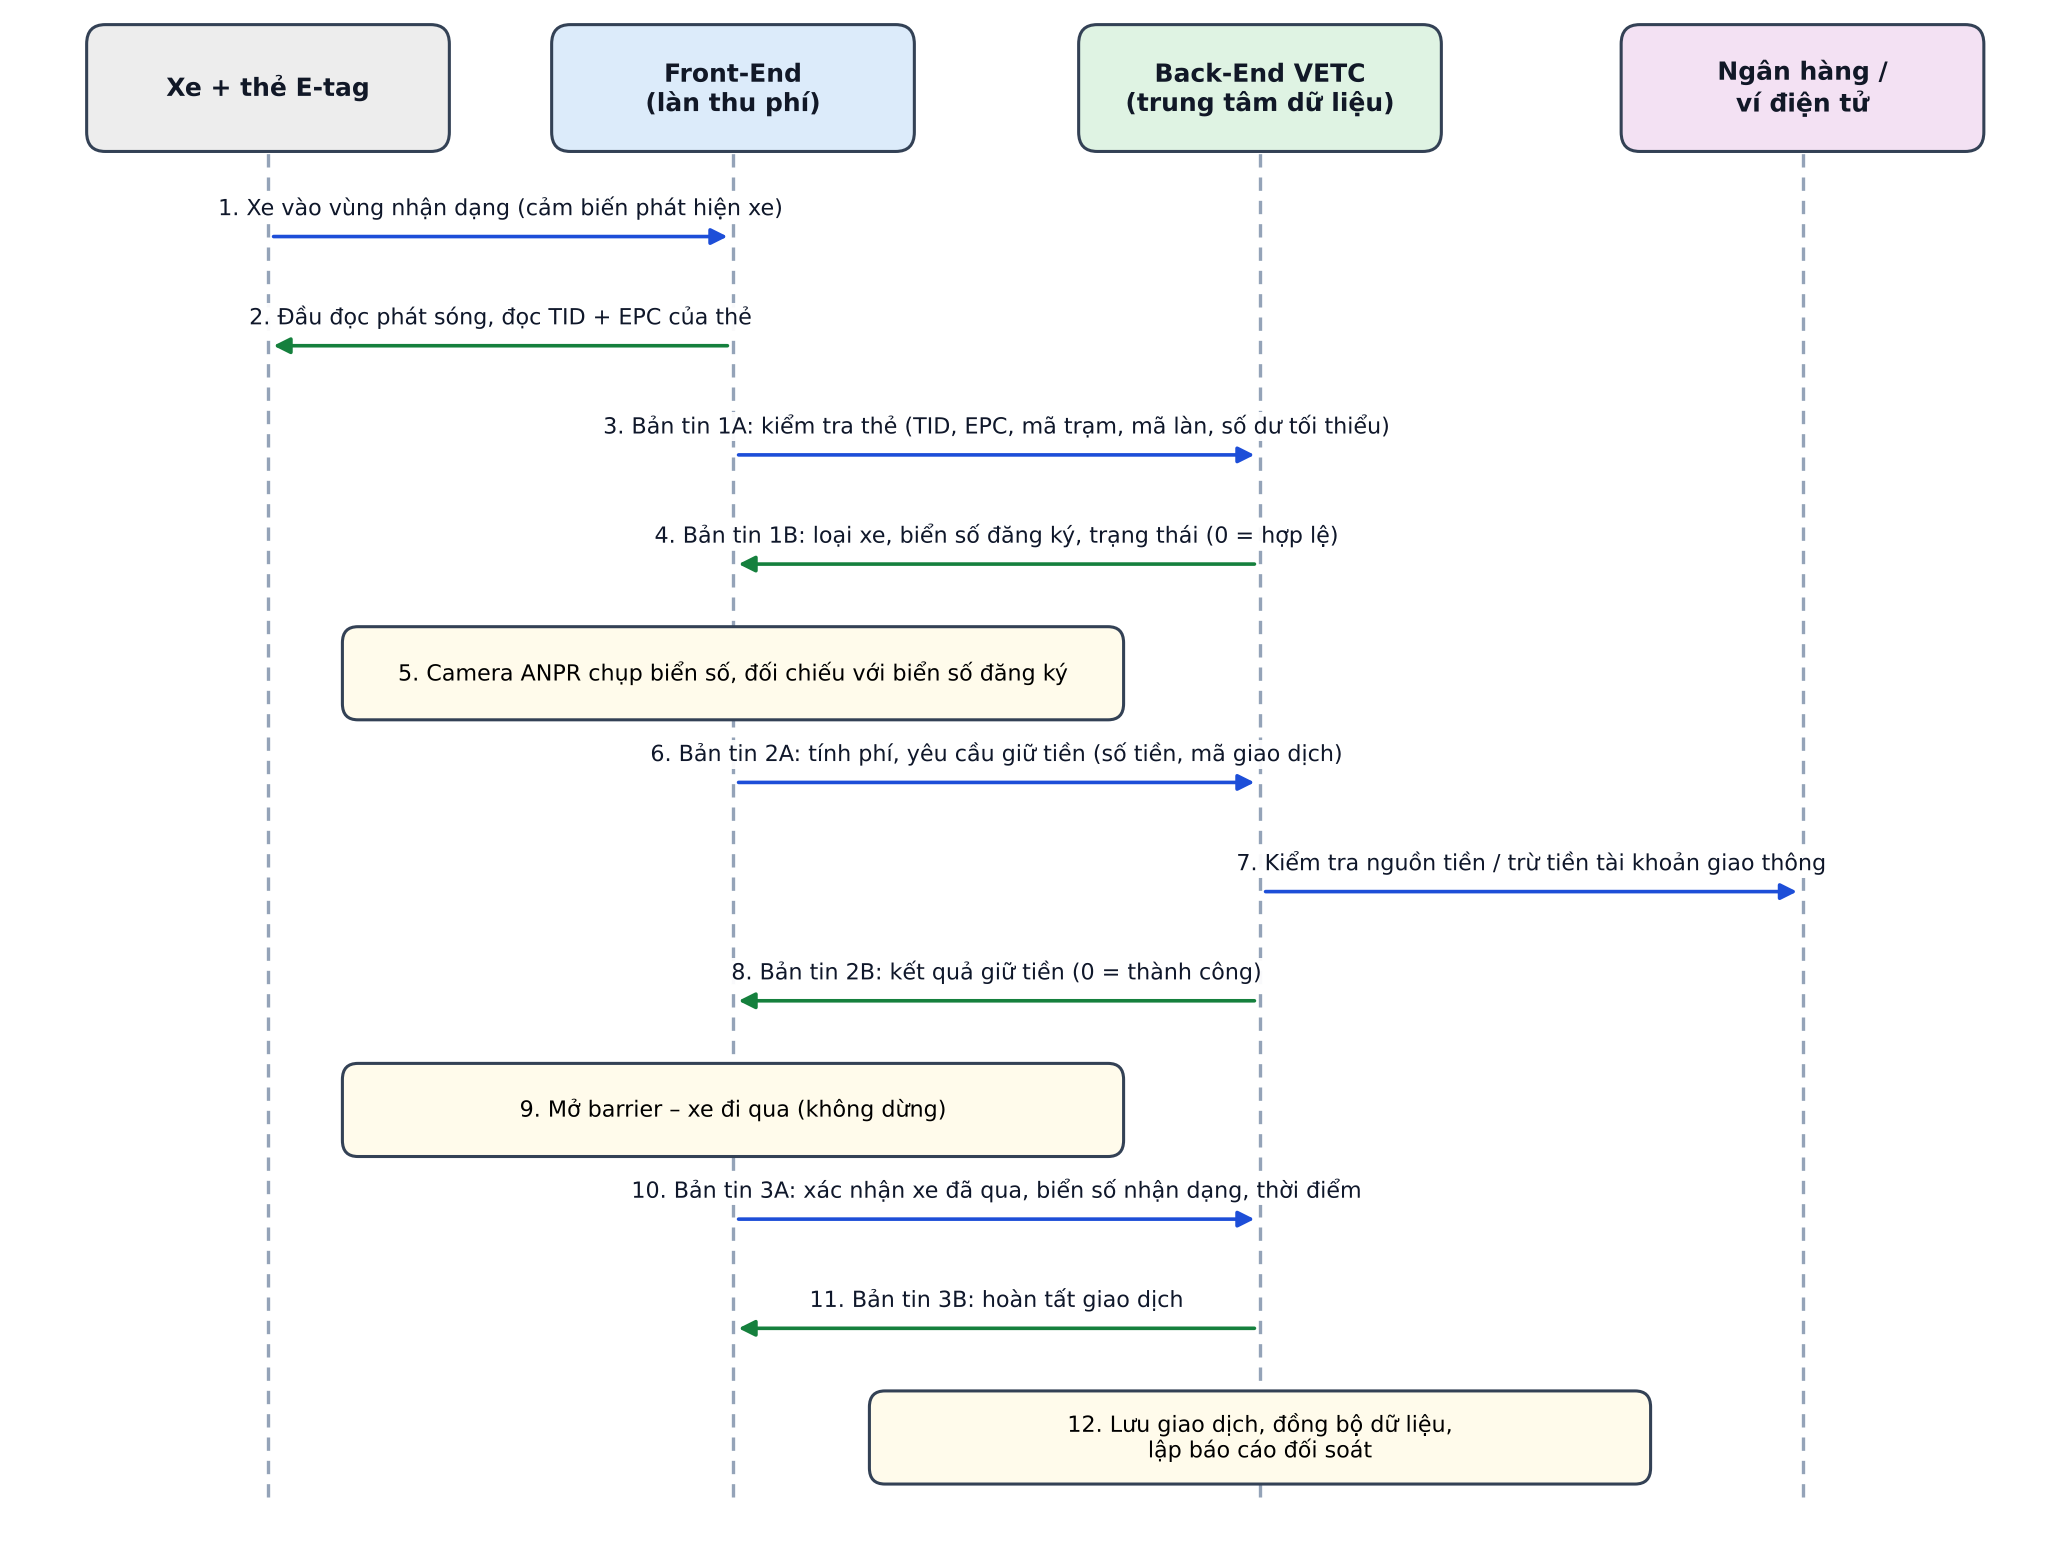 Xe + thẻ E-tag
Front-End
(làn thu phí)
Back-End VETC
(trung tâm dữ liệu)
Ngân hàng /
ví điện tử
1. Xe vào vùng nhận dạng (cảm biến phát hiện xe)
2. Đầu đọc phát sóng, đọc TID + EPC của thẻ
3. Bản tin 1A: kiểm tra thẻ (TID, EPC, mã trạm, mã làn, số dư tối thiểu)
4. Bản tin 1B: loại xe, biển số đăng ký, trạng thái (0 = hợp lệ)
5. Camera ANPR chụp biển số, đối chiếu với biển số đăng ký
6. Bản tin 2A: tính phí, yêu cầu giữ tiền (số tiền, mã giao dịch)
7. Kiểm tra nguồn tiền / trừ tiền tài khoản giao thông
8. Bản tin 2B: kết quả giữ tiền (0 = thành công)
9. Mở barrier – xe đi qua (không dừng)
10. Bản tin 3A: xác nhận xe đã qua, biển số nhận dạng, thời điểm
11. Bản tin 3B: hoàn tất giao dịch
12. Lưu giao dịch, đồng bộ dữ liệu,
lập báo cáo đối soát